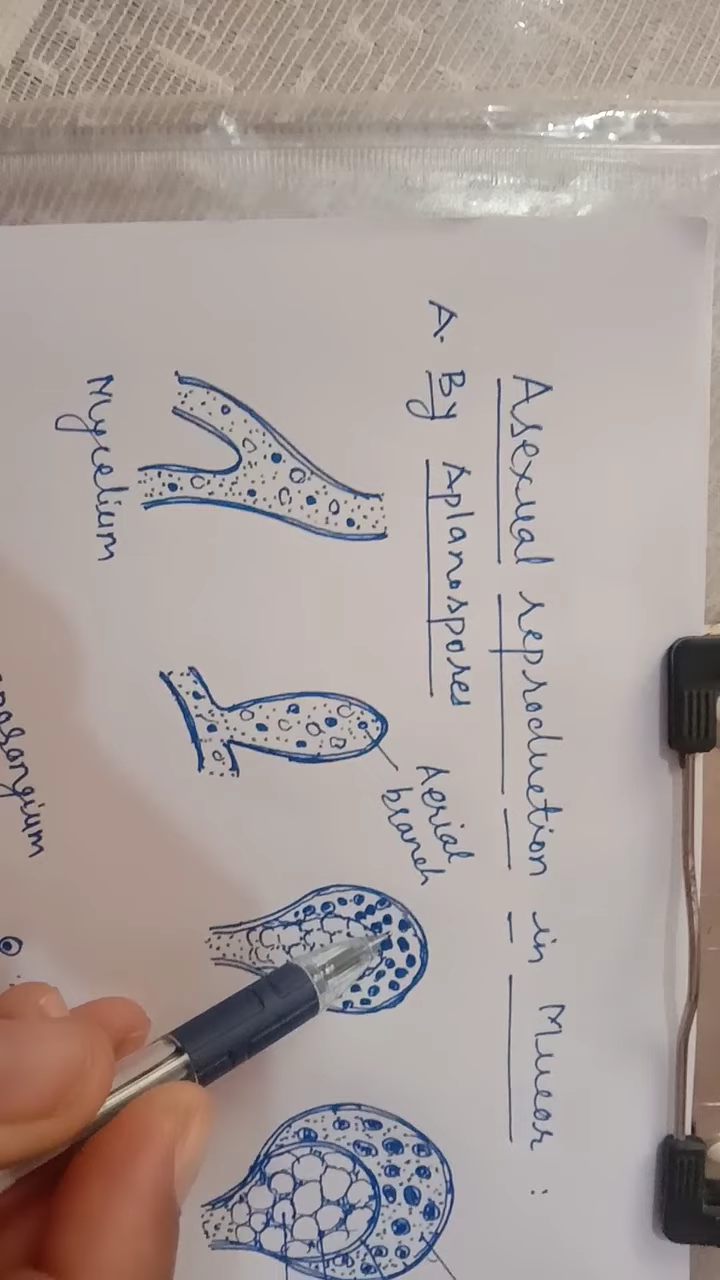 Asexual reproduction in Mucor :
A. By Aplanospores
Aerial
branch
Mycelium